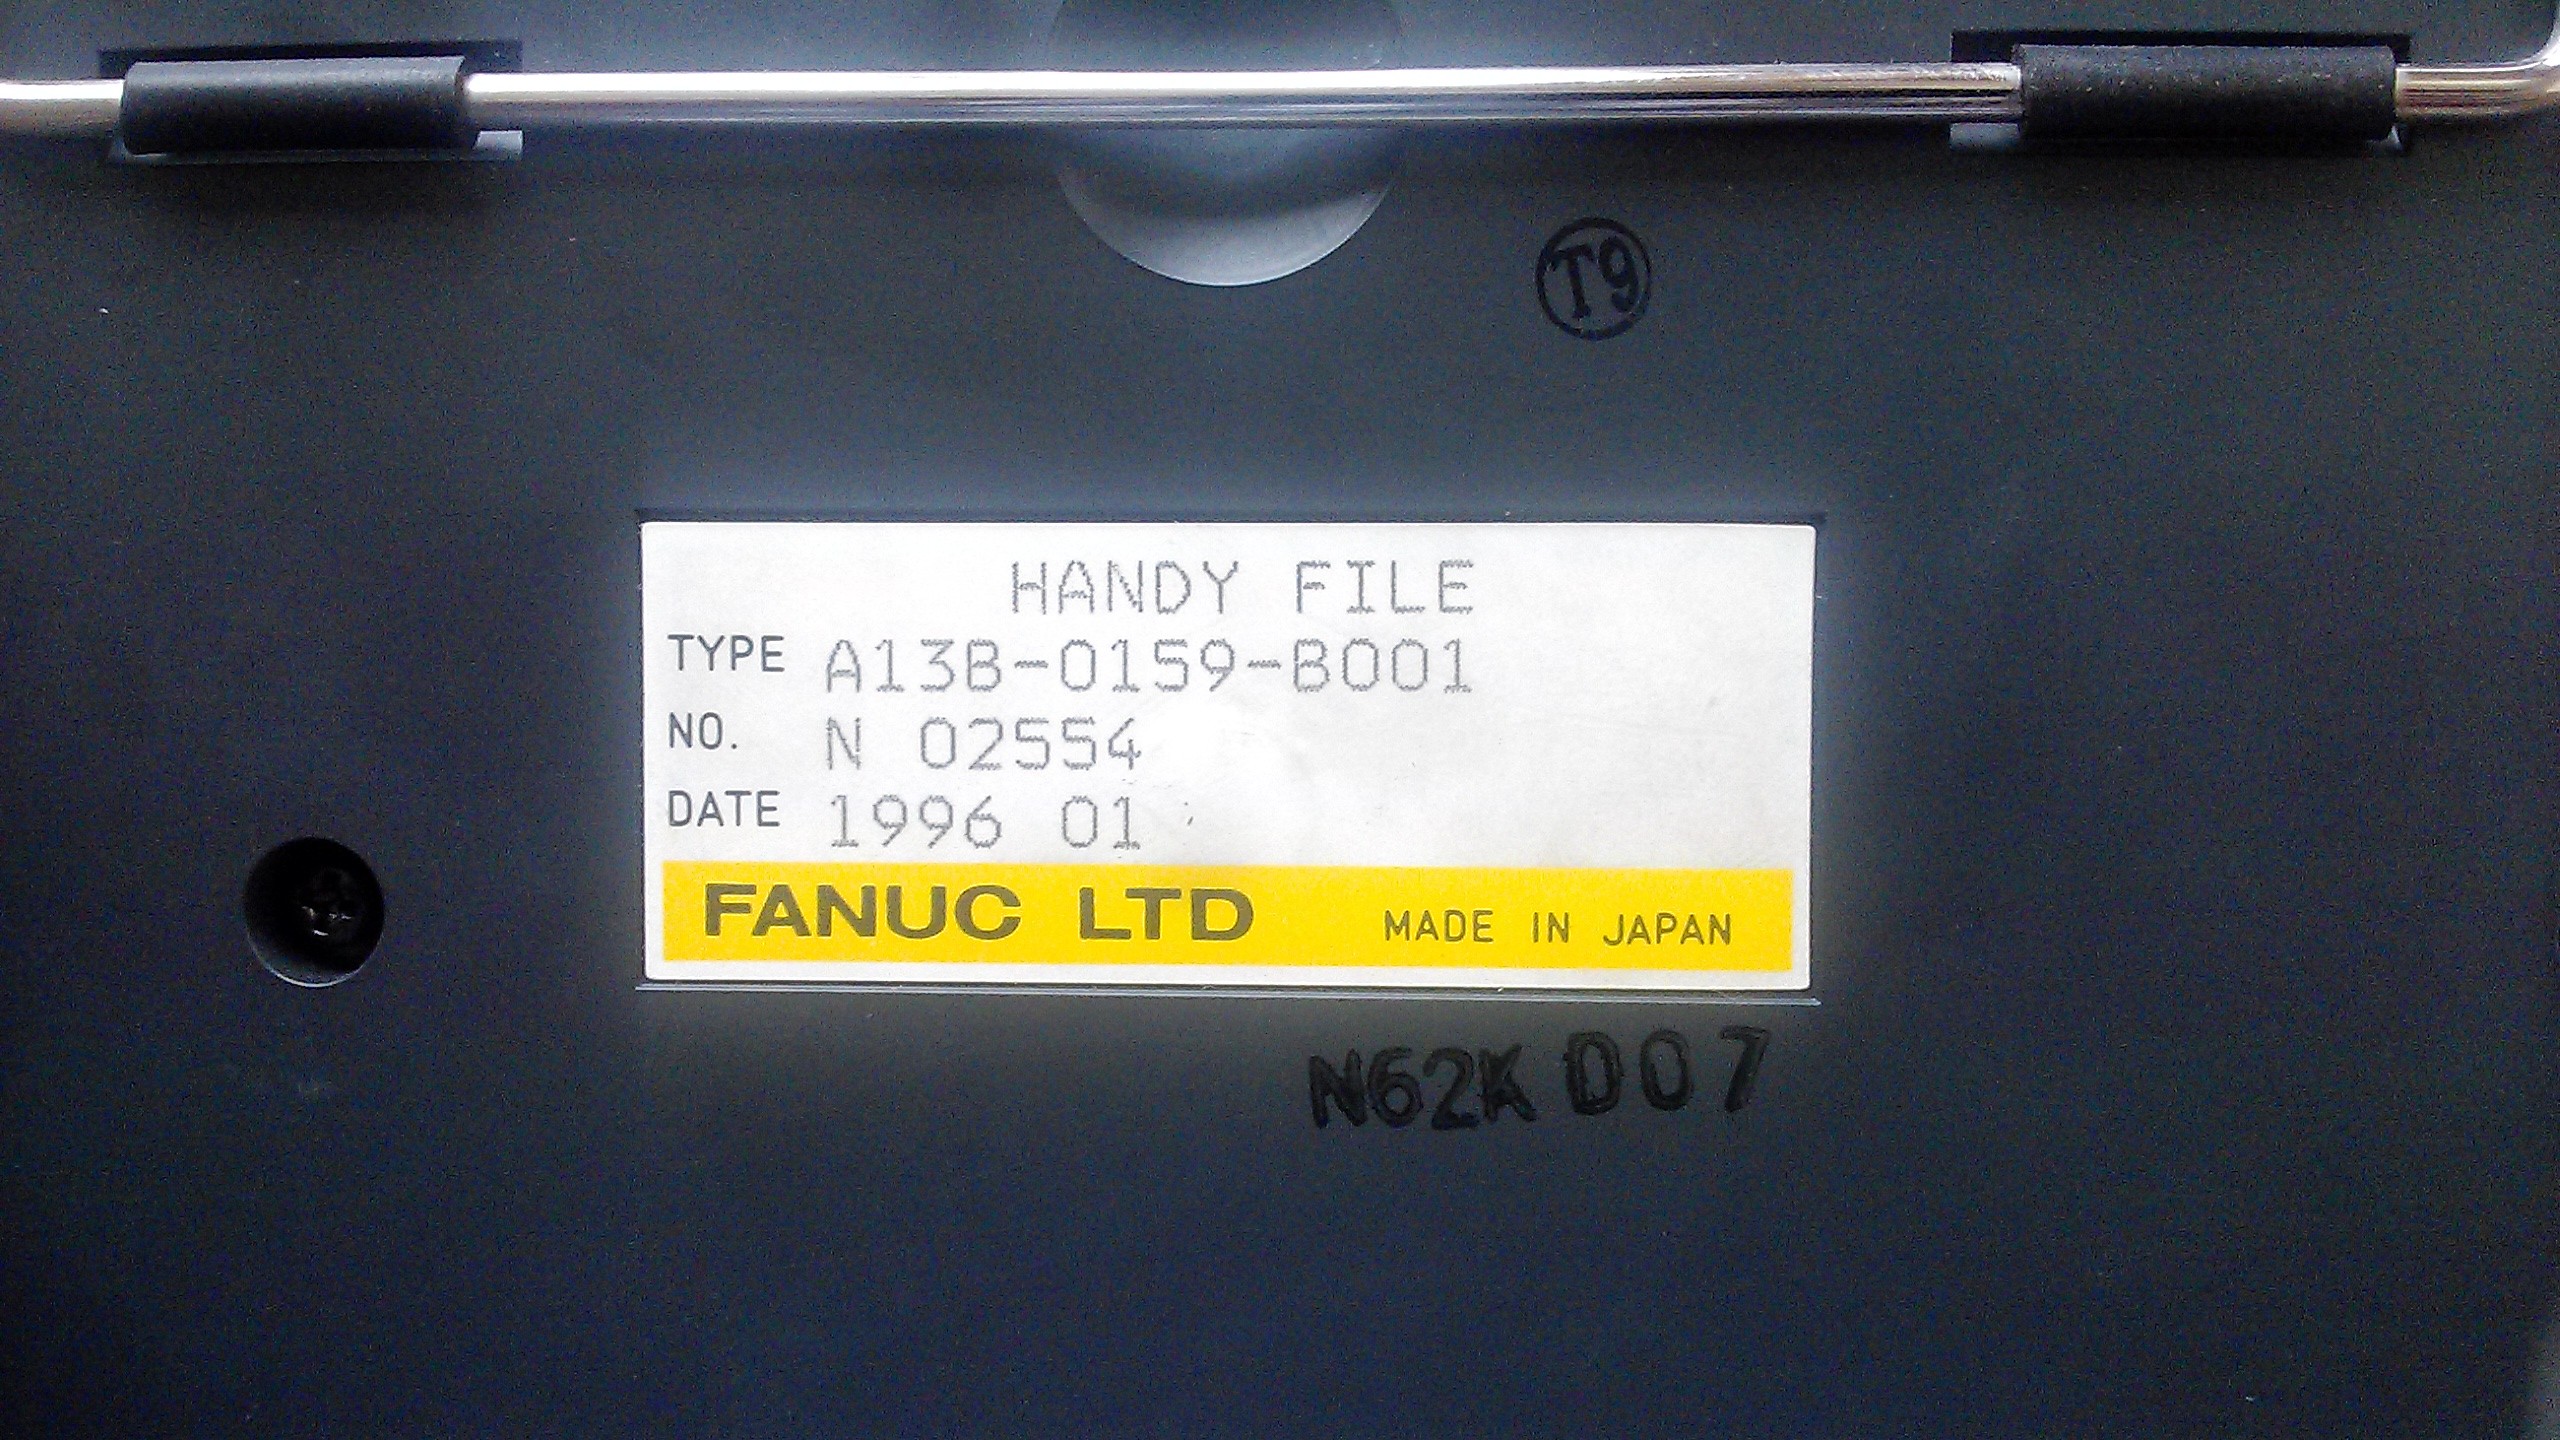 T9
HANDY FILE
TYPE A13B-0159-B001
NO. N 02554
DATE 1996 01
FANUC LTD MADE IN JAPAN
N62K D07